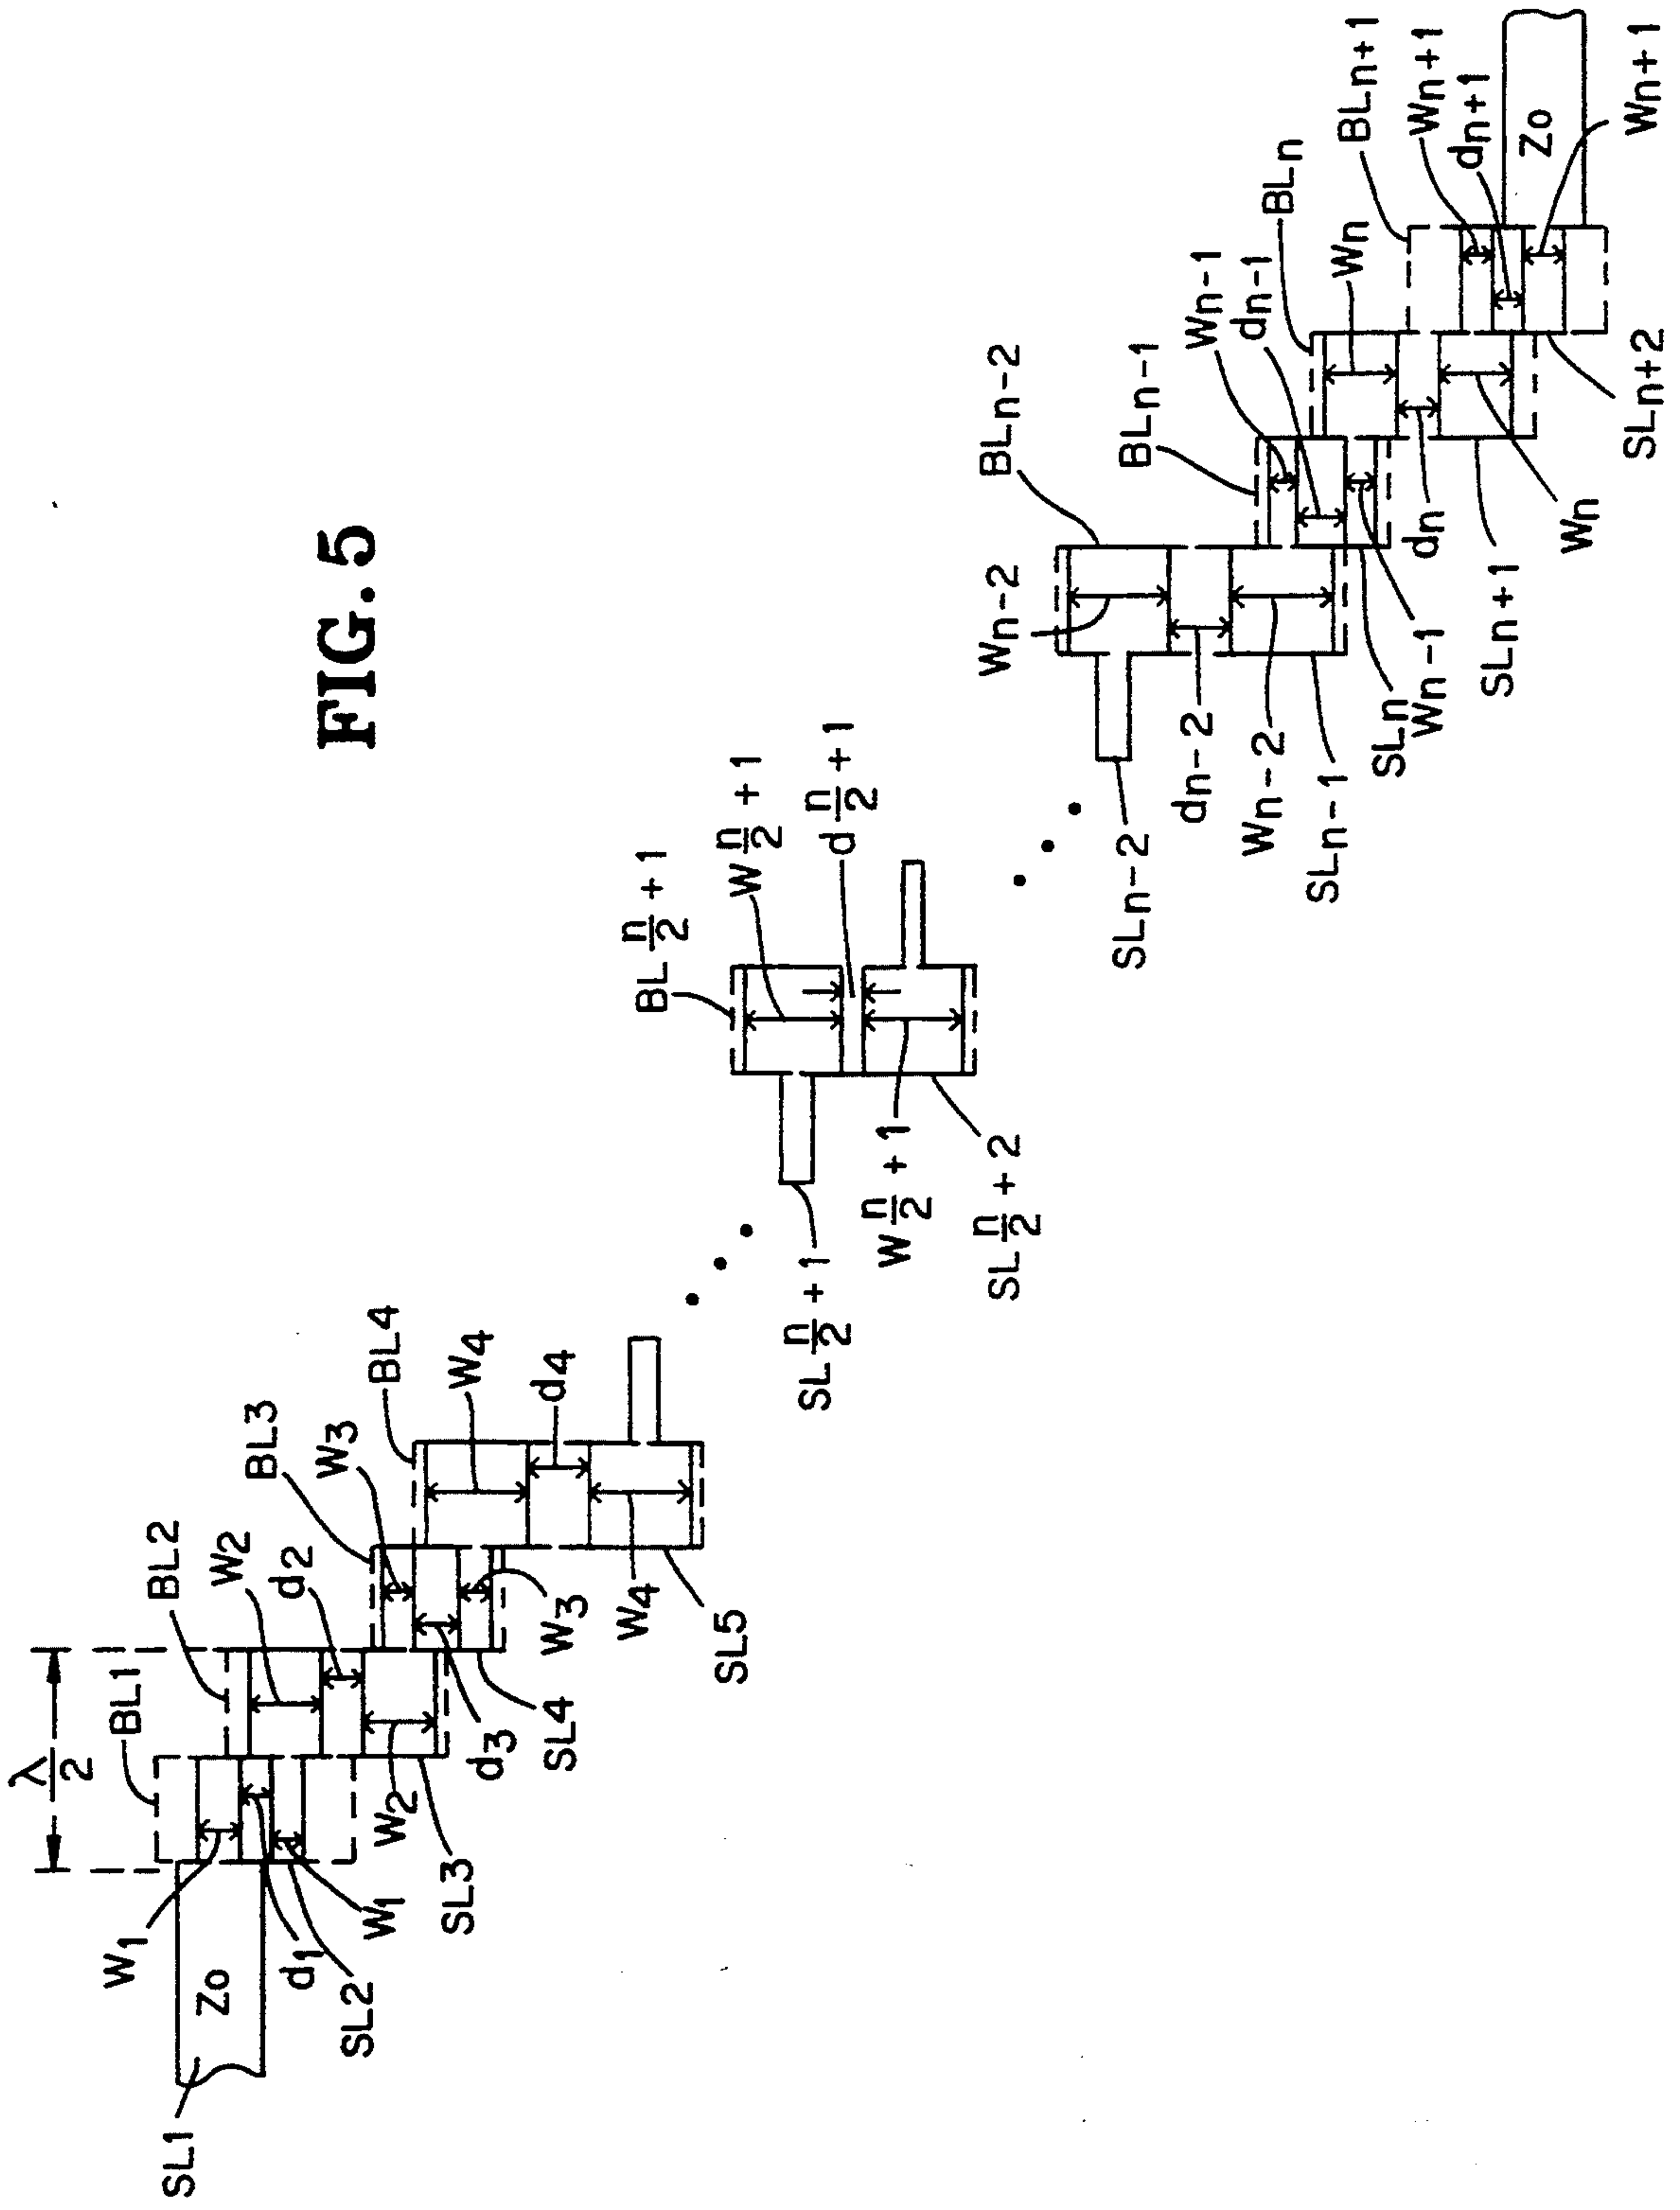 FIG. 5
λ/2
BL1
BL2
BL3
BL4
W1
d1
W1
W2
d2
W2
W3
d3
W3
W4
d4
W4
Zo
SL1
SL2
SL3
SL4
SL5
BL n/2 + 1
W n/2 + 1
d n/2 + 1
W n/2 + 1
SL n/2 + 1
SL n/2 + 2
BLn-2
BLn-1
BLn
BLn+1
Wn-2
dn-2
Wn-2
Wn-1
dn-1
Wn-1
Wn
dn
Wn
Wn+1
dn+1
Wn+1
Zo
SLn-2
SLn-1
SLn
SLn+1
SLn+2